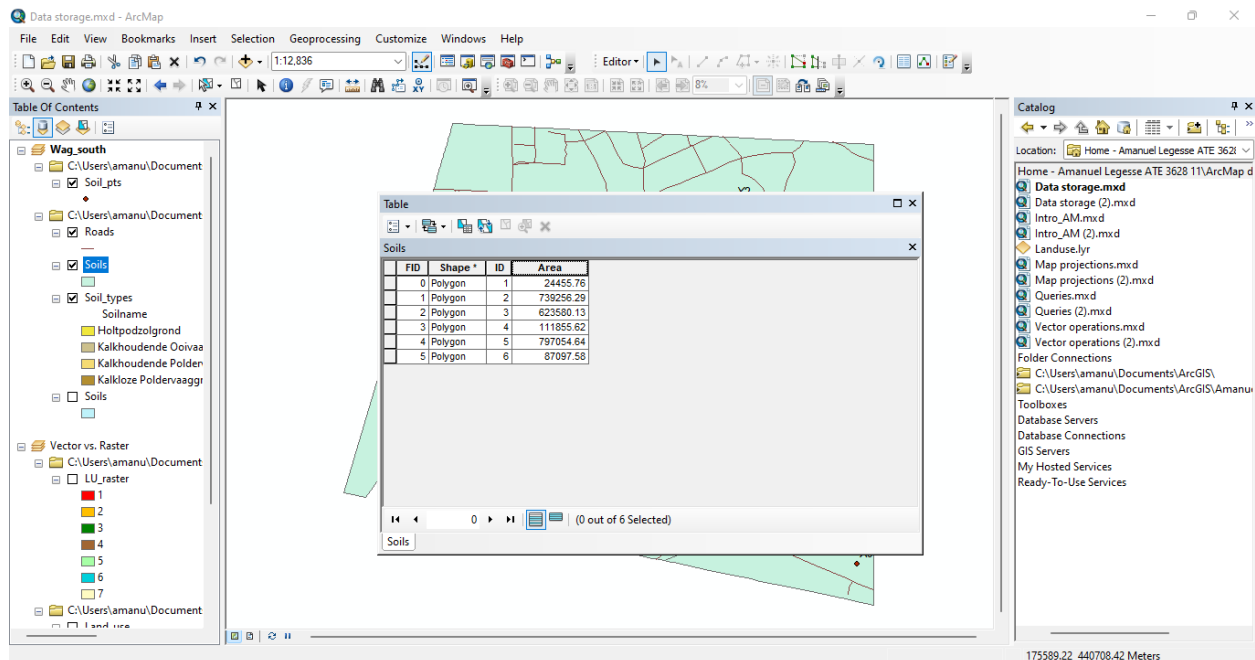 Data storage.mxd - ArcMap
File Edit View Bookmarks Insert Selection Geoprocessing Customize Windows Help
1:12,836
Editor
8%
Table Of Contents
Wag_south
C:\Users\amanu\Document
Soil_pts
C:\Users\amanu\Document
Roads
Soils
Soil_types
Soilname
Holtpodzolgrond
Kalkhoudende Ooivaa
Kalkhoudende Polder
Kalkloze Poldervaaggr
Soils
Vector vs. Raster
C:\Users\amanu\Document
LU_raster
1
2
3
4
5
6
7
C:\Users\amanu\Document
Table
Soils
FID Shape * ID Area
0 Polygon 1 24455.76
1 Polygon 2 739256.29
2 Polygon 3 623580.13
3 Polygon 4 111855.62
4 Polygon 5 797054.64
5 Polygon 6 87097.58
0
(0 out of 6 Selected)
Soils
Catalog
Location: Home - Amanuel Legesse ATE 362
Home - Amanuel Legesse ATE 3628 11\ArcMap d
Data storage.mxd
Data storage (2).mxd
Intro_AM.mxd
Intro_AM (2).mxd
Landuse.lyr
Map projections.mxd
Map projections (2).mxd
Queries.mxd
Queries (2).mxd
Vector operations.mxd
Vector operations (2).mxd
Folder Connections
C:\Users\amanu\Documents\ArcGIS\
C:\Users\amanu\Documents\ArcGIS\Amanu
Toolboxes
Database Servers
Database Connections
GIS Servers
My Hosted Services
Ready-To-Use Services
175589.22 440708.42 Meters